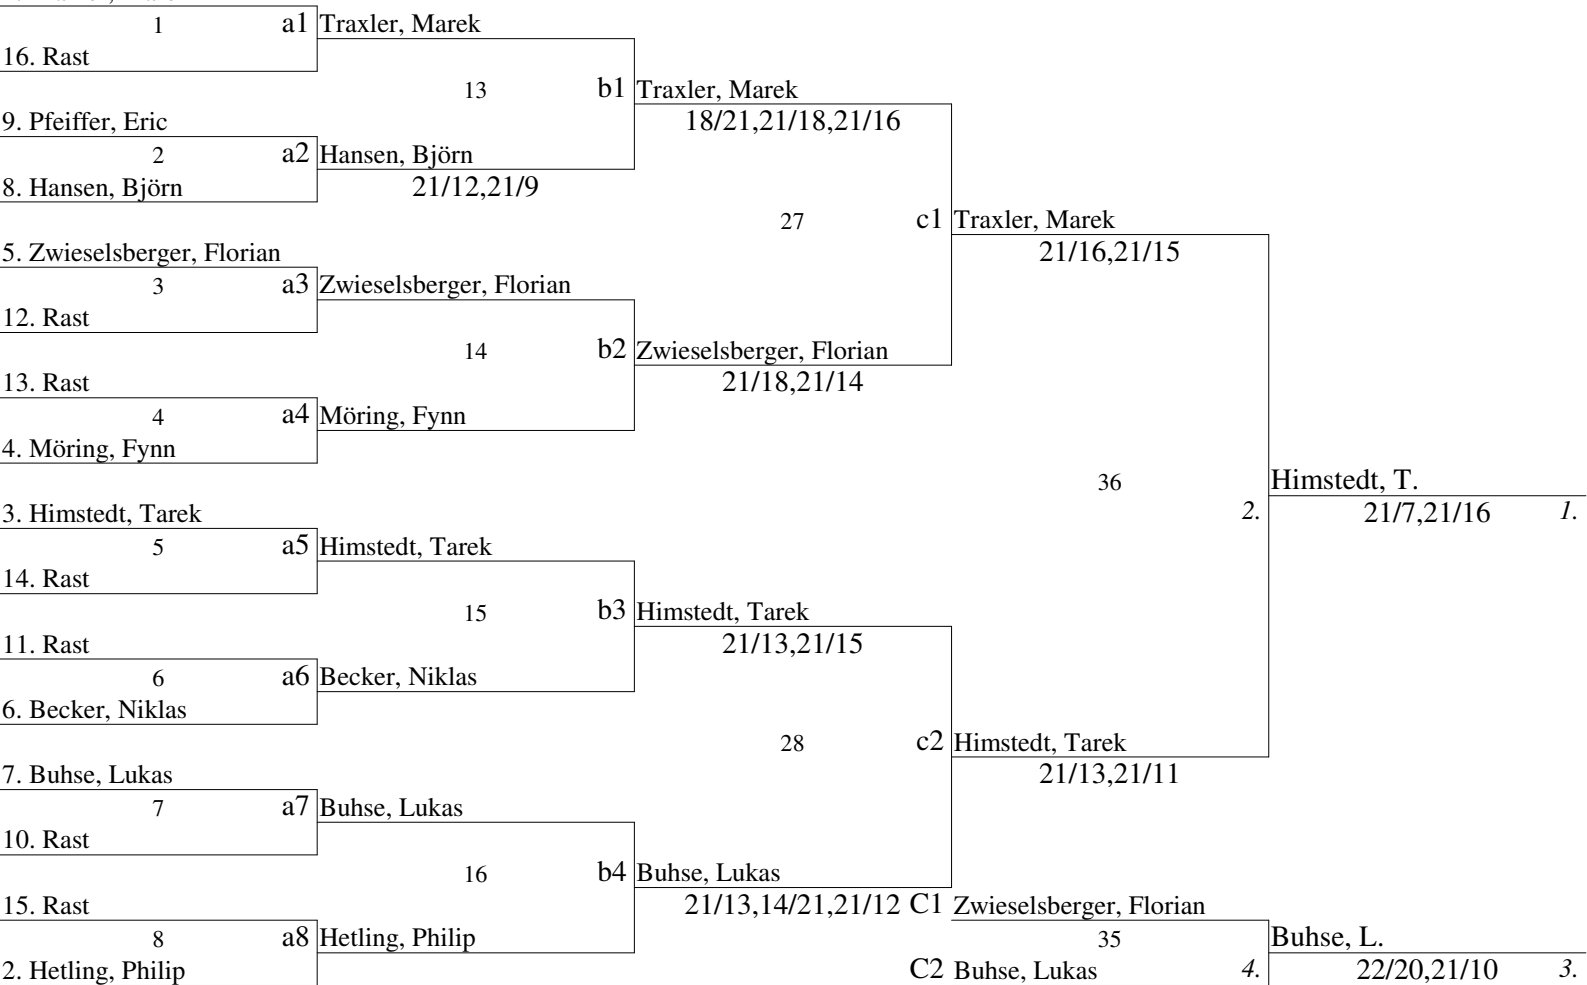 1 a1 Traxler, Marek
16. Rast
13 b1 Traxler, Marek
18/21,21/18,21/16
9. Pfeiffer, Eric
2 a2 Hansen, Björn
8. Hansen, Björn
21/12,21/9
27 c1 Traxler, Marek
21/16,21/15
5. Zwieselsberger, Florian
3 a3 Zwieselsberger, Florian
12. Rast
14 b2 Zwieselsberger, Florian
21/18,21/14
13. Rast
4 a4 Möring, Fynn
4. Möring, Fynn
36 Himstedt, T.
2. 21/7,21/16 1.
3. Himstedt, Tarek
5 a5 Himstedt, Tarek
14. Rast
15 b3 Himstedt, Tarek
21/13,21/15
11. Rast
6 a6 Becker, Niklas
6. Becker, Niklas
28 c2 Himstedt, Tarek
21/13,21/11
7. Buhse, Lukas
7 a7 Buhse, Lukas
10. Rast
16 b4 Buhse, Lukas
21/13,14/21,21/12 C1 Zwieselsberger, Florian
15. Rast
8 a8 Hetling, Philip
35 Buhse, L.
2. Hetling, Philip
C2 Buhse, Lukas 4. 22/20,21/10 3.